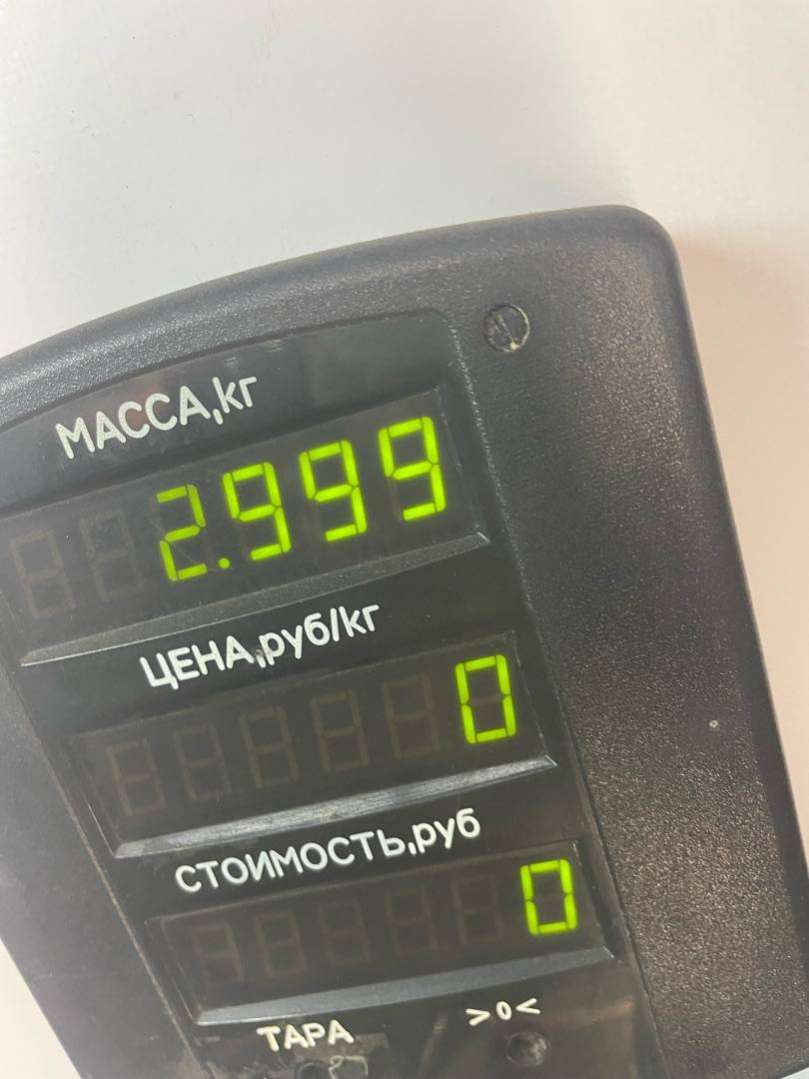 МАССА,кг
2.999
ЦЕНА,руб/кг
0
СТОИМОСТЬ,руб
0
ТАРА >0<